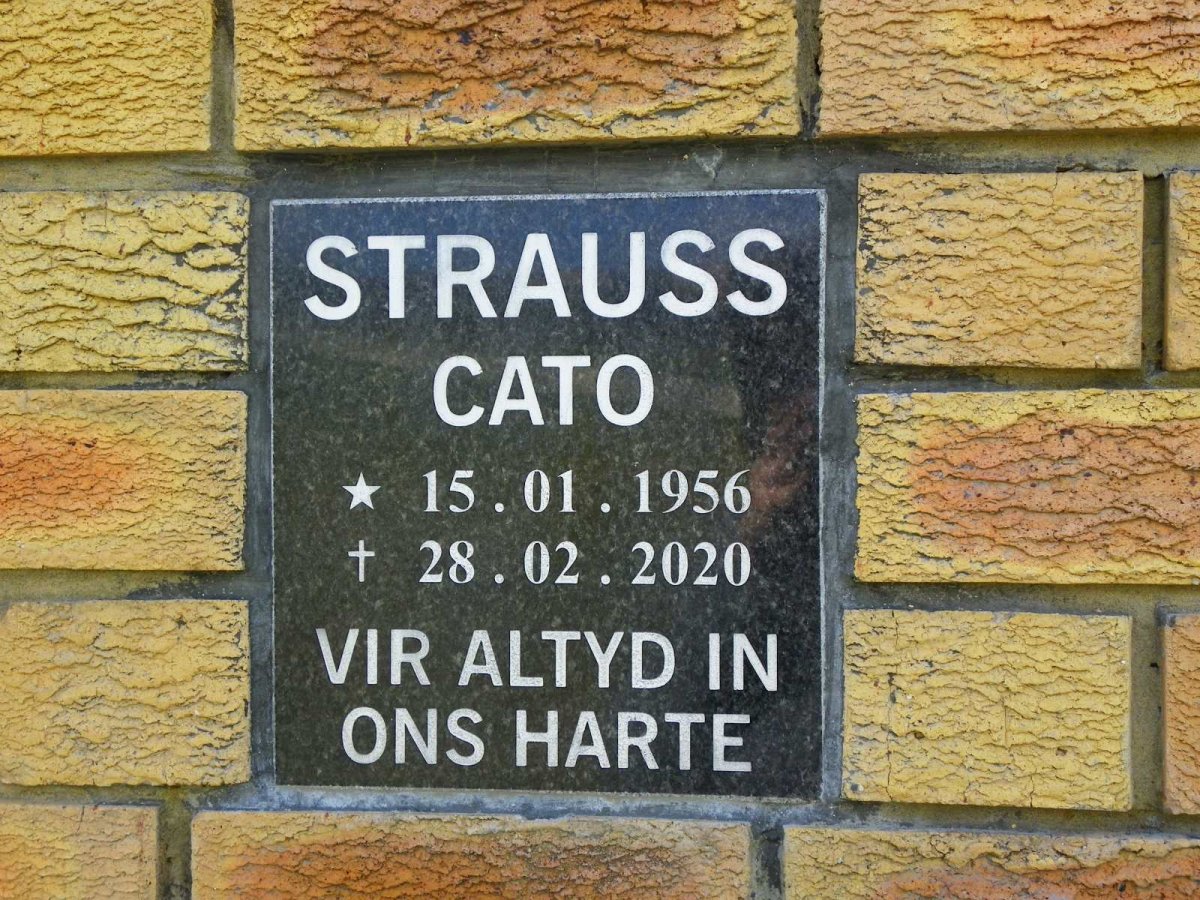 STRAUSS
CATO
★ 15 . 01 . 1956
✝ 28 . 02 . 2020
VIR ALTYD IN
ONS HARTE